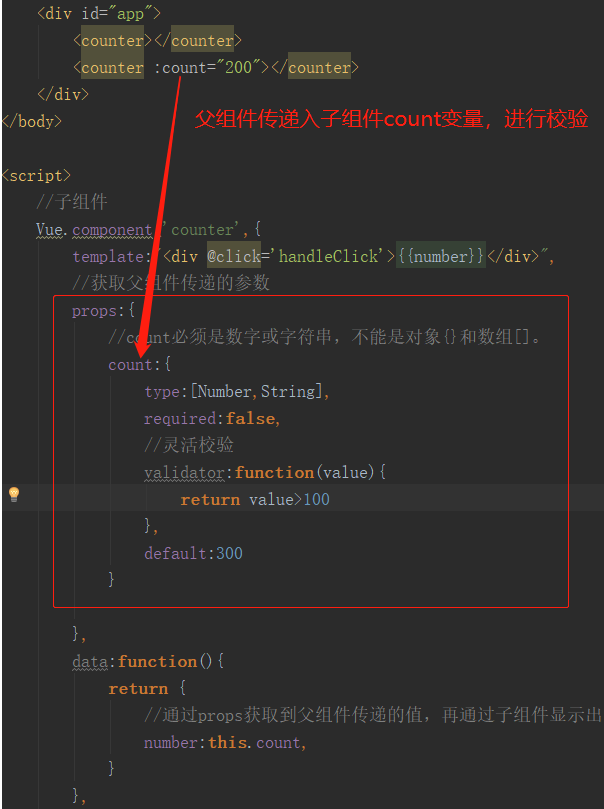 <div id="app">
<counter></counter>
<counter :count="200"></counter>
</div>
</body>
父组件传递入子组件count变量，进行校验
<script>
//子组件
Vue.component('counter',{
template:"<div @click='handleClick'>{{number}}</div>",
//获取父组件传递的参数
props:{
//count必须是数字或字符串，不能是对象{}和数组[]。
count:{
type:[Number,String],
required:false,
//灵活校验
validator:function(value){
return value>100
},
default:300
}
},
data:function(){
return {
//通过props获取到父组件传递的值，再通过子组件显示出
number:this.count,
}
},